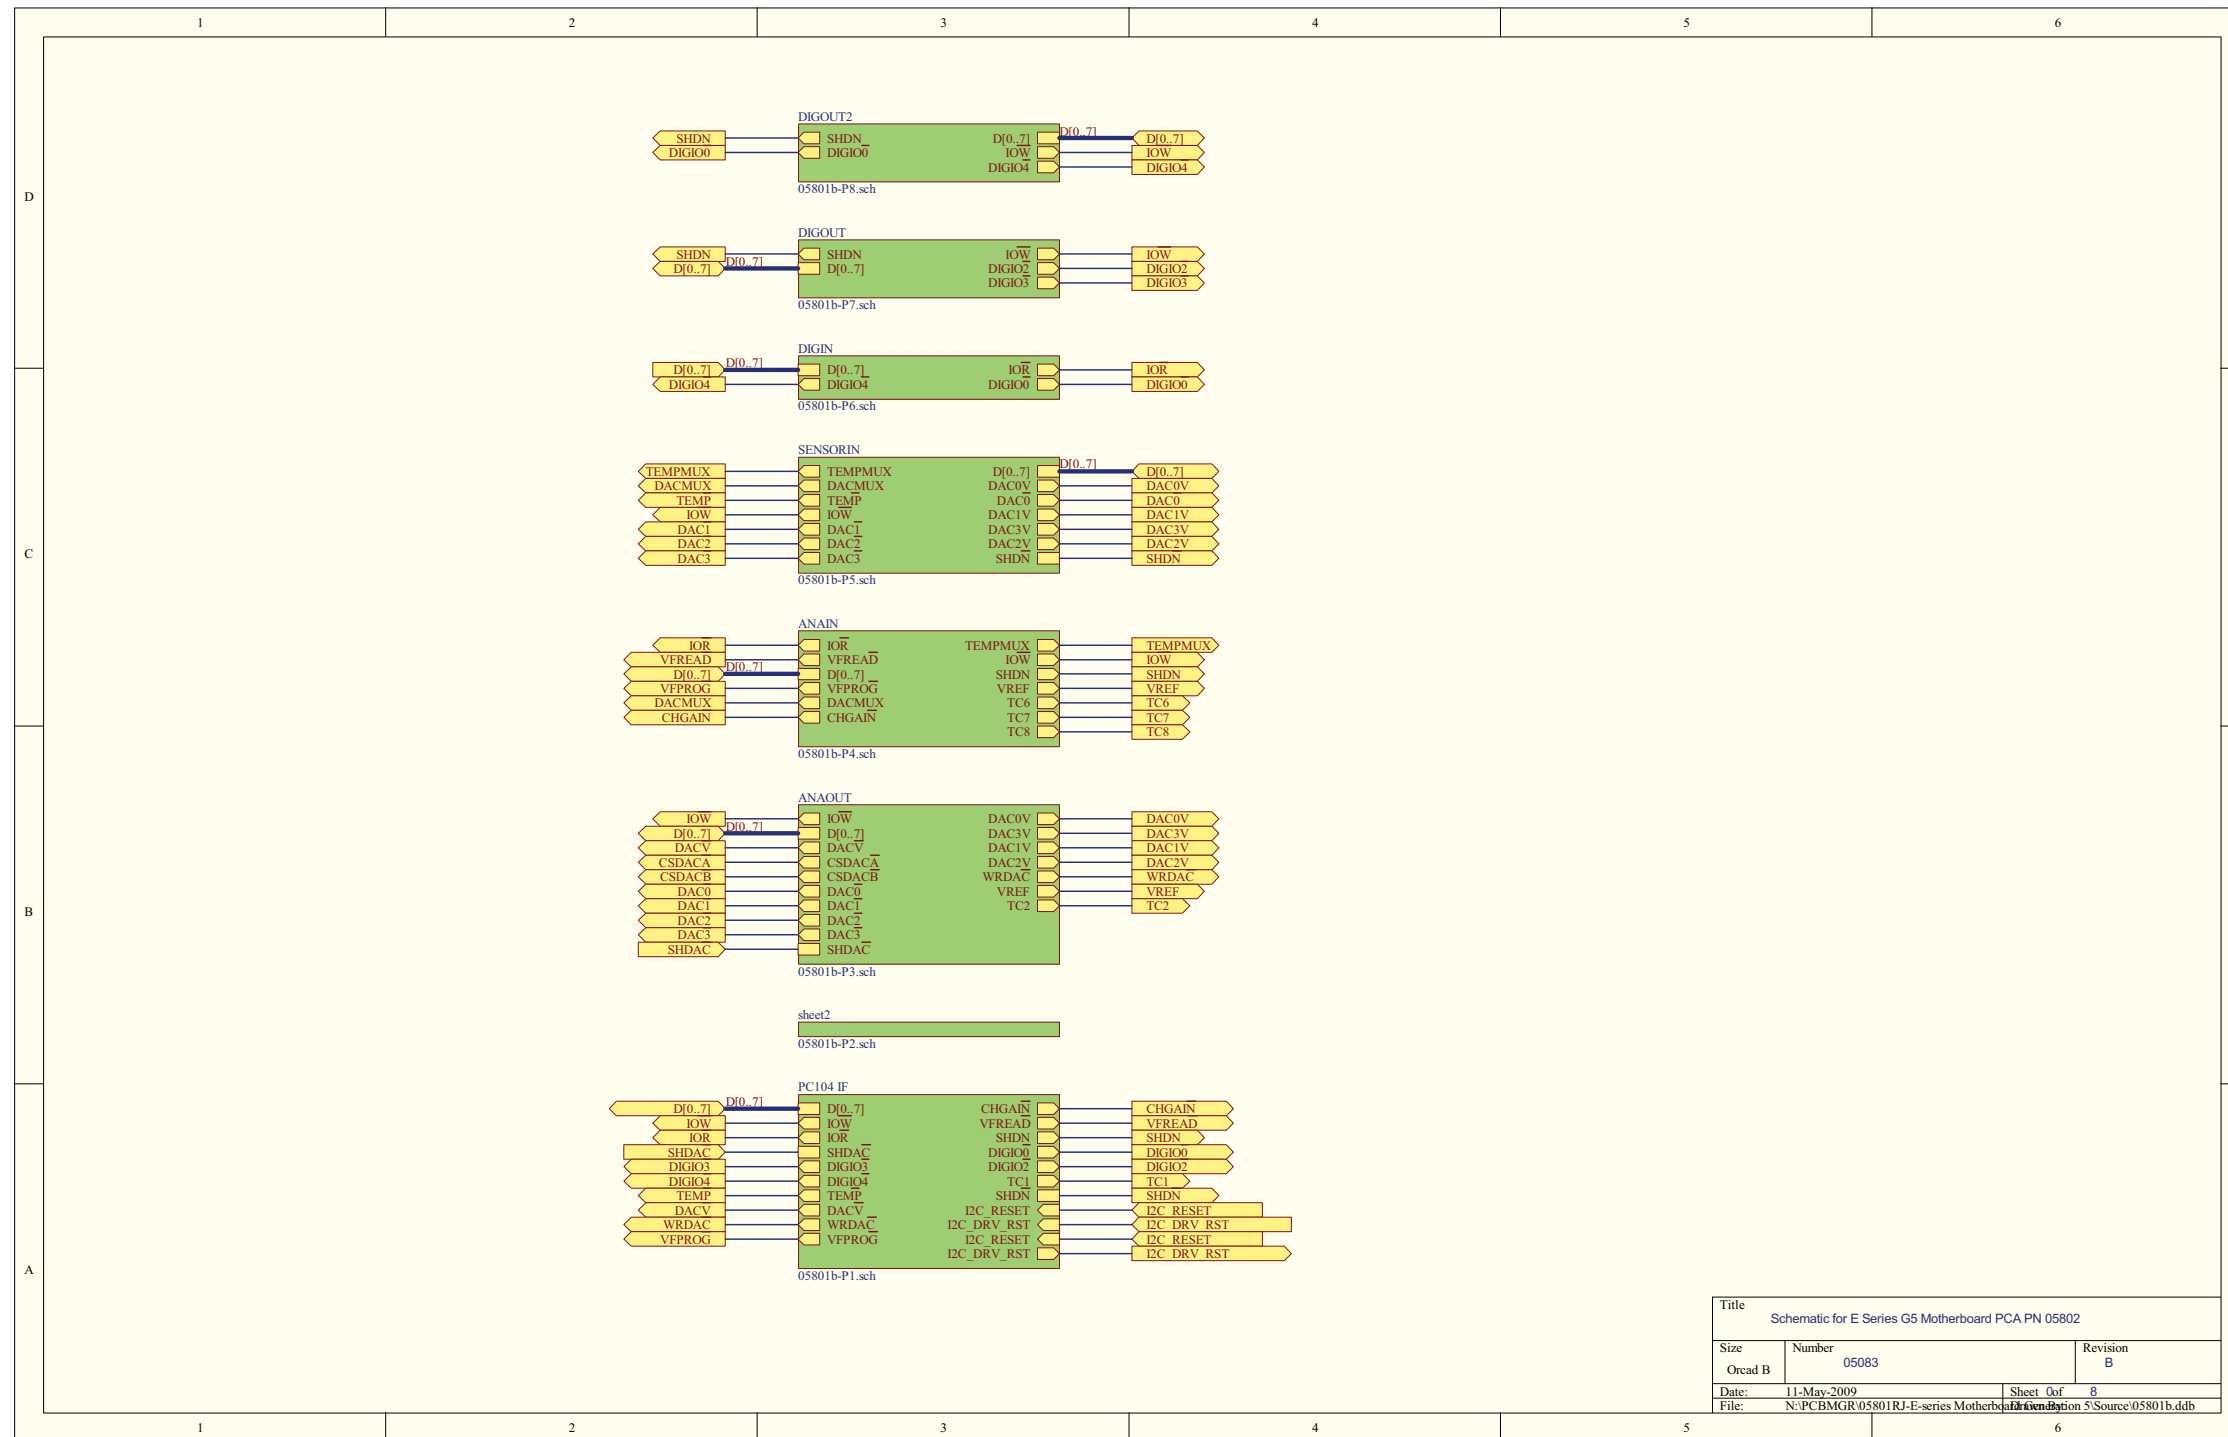 1 2 3 4 5 6
D
C
B
A
DIGOUT2
SHDN SHDN D[0..7] D[0..7] D[0..7]
DIGIO0 DIGIO0 IOW IOW
DIGIO4 DIGIO4
05801b-P8.sch
DIGOUT
SHDN SHDN IOW IOW
D[0..7] D[0..7] D[0..7] DIGIO2 DIGIO2
DIGIO3 DIGIO3
05801b-P7.sch
DIGIN
D[0..7] D[0..7] D[0..7] IOR IOR
DIGIO4 DIGIO4 DIGIO0 DIGIO0
05801b-P6.sch
SENSORIN
TEMPMUX TEMPMUX D[0..7] D[0..7] D[0..7]
DACMUX DACMUX DAC0V DAC0V
TEMP TEMP DAC0 DAC0
IOW IOW DAC1V DAC1V
DAC1 DAC1 DAC3V DAC3V
DAC2 DAC2 DAC2V DAC2V
DAC3 DAC3 SHDN SHDN
05801b-P5.sch
ANAIN
IOR IOR TEMPMUX TEMPMUX
VFREAD VFREAD IOW IOW
D[0..7] D[0..7] D[0..7] SHDN SHDN
VFPROG VFPROG VREF VREF
DACMUX DACMUX TC6 TC6
CHGAIN CHGAIN TC7 TC7
TC8 TC8
05801b-P4.sch
ANAOUT
IOW IOW DAC0V DAC0V
D[0..7] D[0..7] D[0..7] DAC3V DAC3V
DACV DACV DAC1V DAC1V
CSDACA CSDACA DAC2V DAC2V
CSDACB CSDACB WRDAC WRDAC
DAC0 DAC0 VREF VREF
DAC1 DAC1 TC2 TC2
DAC2 DAC2
DAC3 DAC3
SHDAC SHDAC
05801b-P3.sch
sheet2
05801b-P2.sch
PC104 IF
D[0..7] D[0..7] D[0..7] CHGAIN CHGAIN
IOW IOW VFREAD VFREAD
IOR IOR SHDN SHDN
SHDAC SHDAC DIGIO0 DIGIO0
DIGIO3 DIGIO3 DIGIO2 DIGIO2
DIGIO4 DIGIO4 TC1 TC1
TEMP TEMP SHDN SHDN
DACV DACV I2C_RESET I2C_RESET
WRDAC WRDAC I2C_DRV_RST I2C_DRV_RST
VFPROG VFPROG I2C_RESET I2C_RESET
I2C_DRV_RST I2C_DRV_RST
05801b-P1.sch
Title
Schematic for E Series G5 Motherboard PCA PN 05802
Size Number Revision
Orcad B 05083 B
Date: 11-May-2009 Sheet 0of 8
File: N:\PCBMGR\05801RJ-E-series Motherboard Generation 5\Source\05801b.ddb
Drawn By:
1 2 3 4 5 6